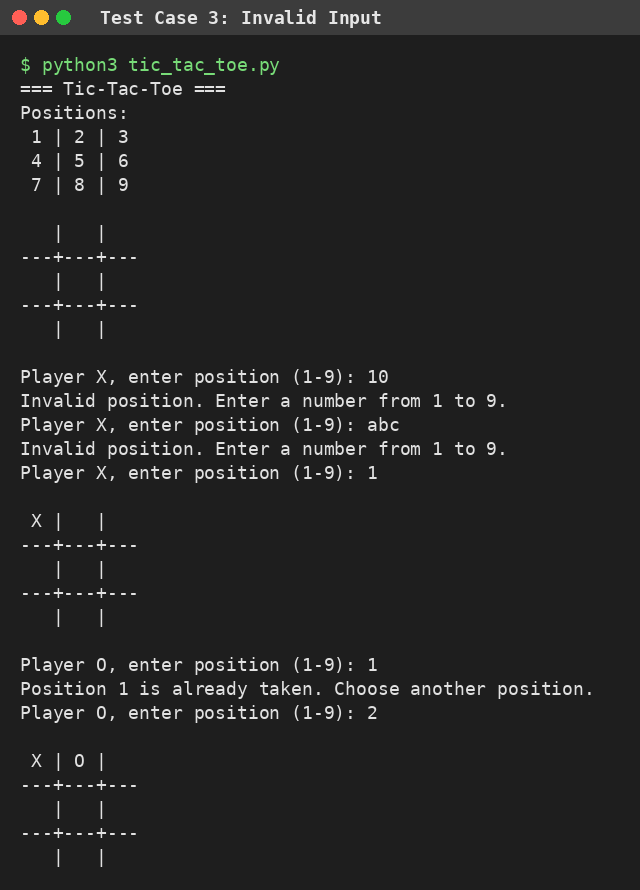 Test Case 3: Invalid Input
$ python3 tic_tac_toe.py
=== Tic-Tac-Toe ===
Positions:
 1 | 2 | 3
 4 | 5 | 6
 7 | 8 | 9
   |   |
---+---+---
   |   |
---+---+---
   |   |
Player X, enter position (1-9): 10
Invalid position. Enter a number from 1 to 9.
Player X, enter position (1-9): abc
Invalid position. Enter a number from 1 to 9.
Player X, enter position (1-9): 1
 X |   |
---+---+---
   |   |
---+---+---
   |   |
Player O, enter position (1-9): 1
Position 1 is already taken. Choose another position.
Player O, enter position (1-9): 2
 X | O |
---+---+---
   |   |
---+---+---
   |   |